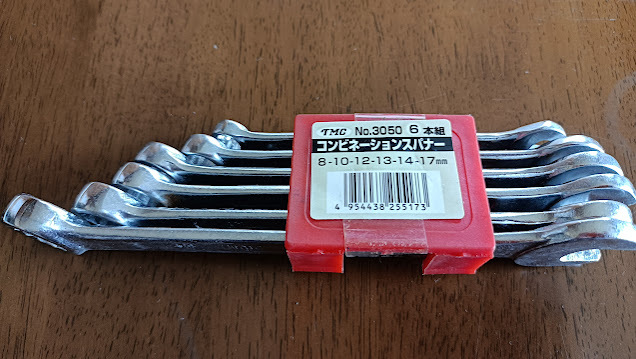 TMC No.3050 6本組
コンビネーションスパナー
8-10-12-13-14-17mm
4 954438 255173